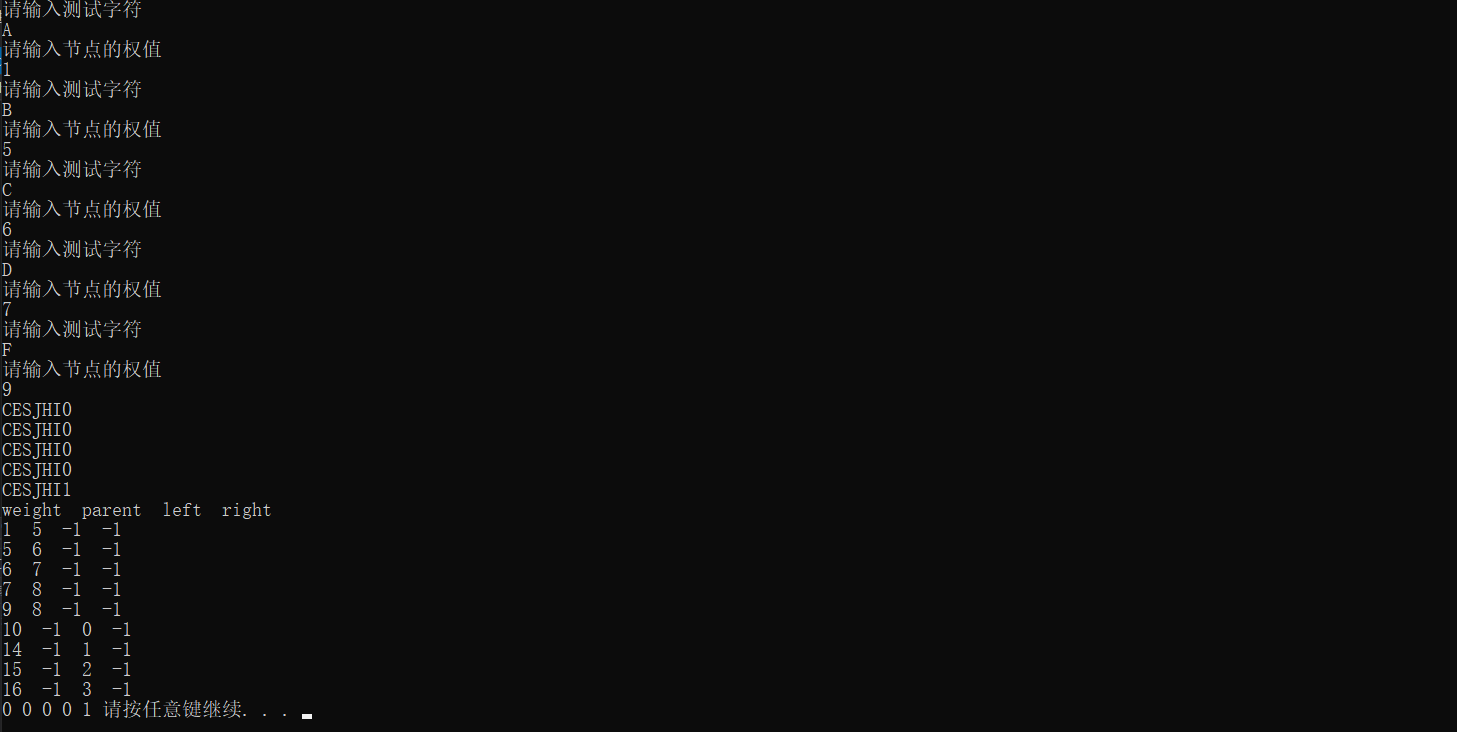 请输入测试字符
A
请输入节点的权值
1
请输入测试字符
B
请输入节点的权值
5
请输入测试字符
C
请输入节点的权值
6
请输入测试字符
D
请输入节点的权值
7
请输入测试字符
F
请输入节点的权值
9
CESJHI0
CESJHI0
CESJHI0
CESJHI0
CESJHI1
weight  parent  left  right
1  5  -1  -1
5  6  -1  -1
6  7  -1  -1
7  8  -1  -1
9  8  -1  -1
10  -1  0  -1
14  -1  1  -1
15  -1  2  -1
16  -1  3  -1
0 0 0 0 1 请按任意键继续. . .